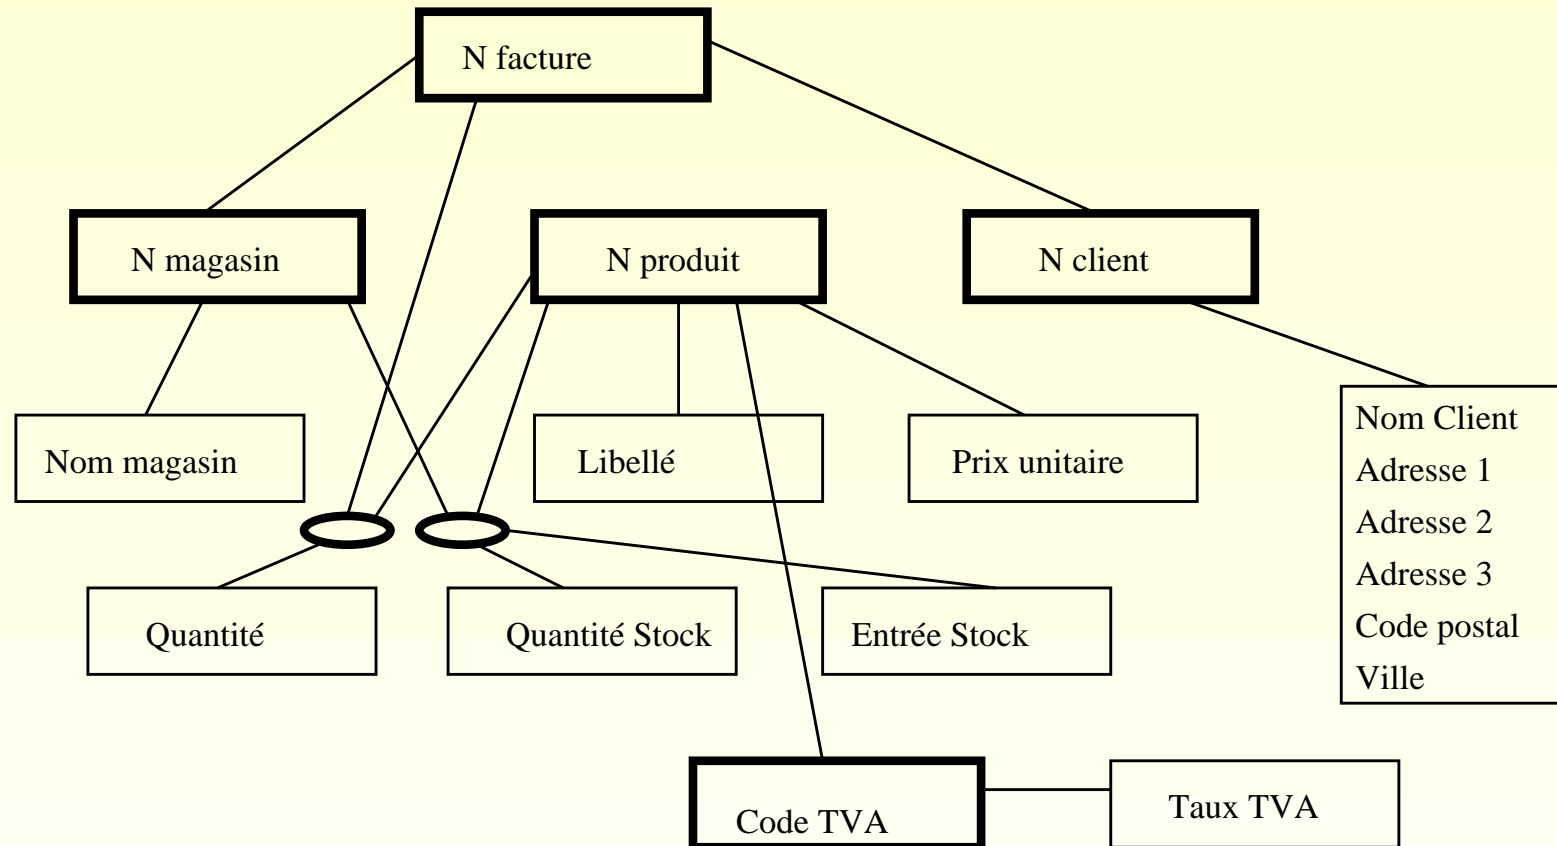 N facture
N magasin
N produit
N client
Nom magasin
Libellé
Prix unitaire
Nom Client
Adresse 1
Adresse 2
Adresse 3
Code postal
Ville
Quantité
Quantité Stock
Entrée Stock
Code TVA
Taux TVA